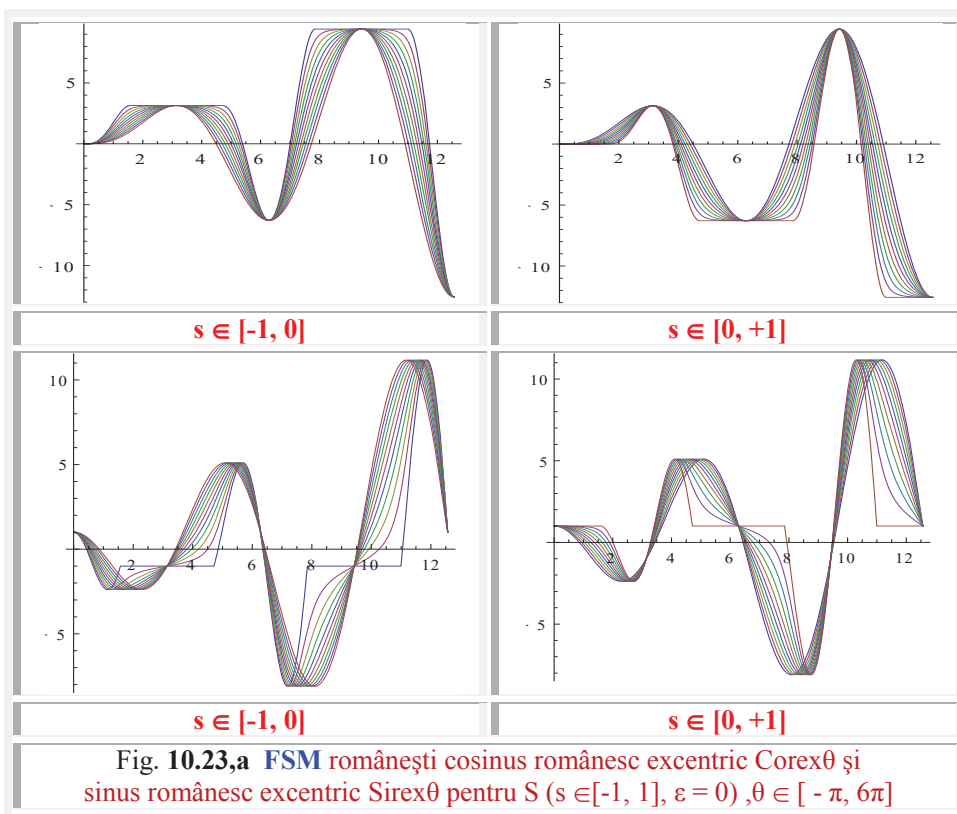 5
2 4 6 8 10 12
- 5
- 10
5
2 4 6 8 10 12
- 5
- 10
s ∈ [-1, 0] s ∈ [0, +1]
10
5
2 4 6 8 10 12
- 5
10
5
2 4 6 8 10 12
- 5
s ∈ [-1, 0] s ∈ [0, +1]
Fig. 10.23,a FSM românești cosinus românesc excentric Corexθ și
sinus românesc excentric Sirexθ pentru S (s ∈[-1, 1], ε = 0) ,θ ∈ [ - π, 6π]